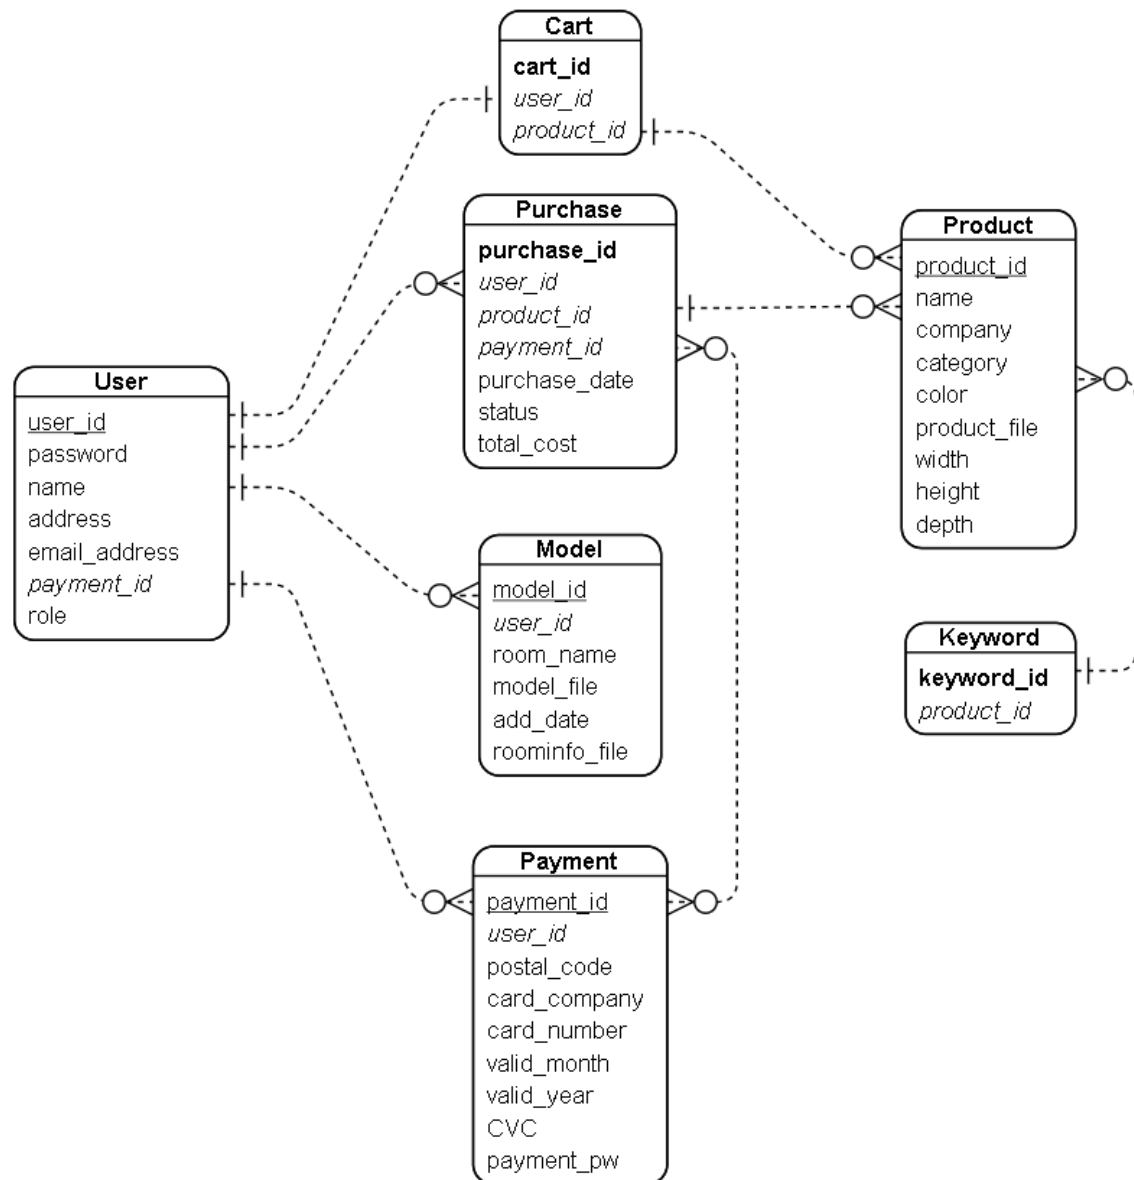 Cart
cart_id
user_id
product_id
Purchase
purchase_id
user_id
product_id
payment_id
purchase_date
status
total_cost
Product
product_id
name
company
category
color
product_file
width
height
depth
User
user_id
password
name
address
email_address
payment_id
role
Model
model_id
user_id
room_name
model_file
add_date
roominfo_file
Keyword
keyword_id
product_id
Payment
payment_id
user_id
postal_code
card_company
card_number
valid_month
valid_year
CVC
payment_pw